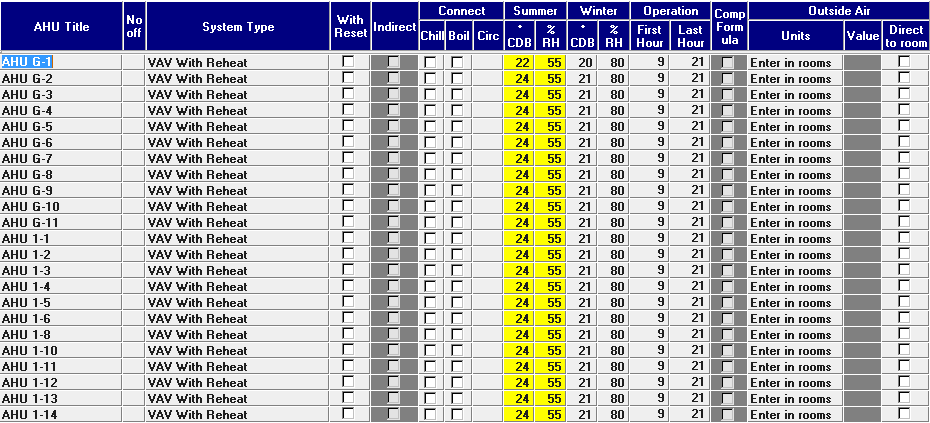 AHU Title No off System Type With Reset Indirect Connect Chill Boil Circ Summer ° CDB % RH Winter ° CDB % RH Operation First Hour Last Hour Comp Form ula Outside Air Units Value Direct to room
AHU G-1 VAV With Reheat 22 55 20 80 9 21 Enter in rooms
AHU G-2 VAV With Reheat 24 55 21 80 9 21 Enter in rooms
AHU G-3 VAV With Reheat 24 55 21 80 9 21 Enter in rooms
AHU G-4 VAV With Reheat 24 55 21 80 9 21 Enter in rooms
AHU G-5 VAV With Reheat 24 55 21 80 9 21 Enter in rooms
AHU G-6 VAV With Reheat 24 55 21 80 9 21 Enter in rooms
AHU G-7 VAV With Reheat 24 55 21 80 9 21 Enter in rooms
AHU G-8 VAV With Reheat 24 55 21 80 9 21 Enter in rooms
AHU G-9 VAV With Reheat 24 55 21 80 9 21 Enter in rooms
AHU G-10 VAV With Reheat 24 55 21 80 9 21 Enter in rooms
AHU G-11 VAV With Reheat 24 55 21 80 9 21 Enter in rooms
AHU 1-1 VAV With Reheat 24 55 21 80 9 21 Enter in rooms
AHU 1-2 VAV With Reheat 24 55 21 80 9 21 Enter in rooms
AHU 1-3 VAV With Reheat 24 55 21 80 9 21 Enter in rooms
AHU 1-4 VAV With Reheat 24 55 21 80 9 21 Enter in rooms
AHU 1-5 VAV With Reheat 24 55 21 80 9 21 Enter in rooms
AHU 1-6 VAV With Reheat 24 55 21 80 9 21 Enter in rooms
AHU 1-8 VAV With Reheat 24 55 21 80 9 21 Enter in rooms
AHU 1-10 VAV With Reheat 24 55 21 80 9 21 Enter in rooms
AHU 1-11 VAV With Reheat 24 55 21 80 9 21 Enter in rooms
AHU 1-12 VAV With Reheat 24 55 21 80 9 21 Enter in rooms
AHU 1-13 VAV With Reheat 24 55 21 80 9 21 Enter in rooms
AHU 1-14 VAV With Reheat 24 55 21 80 9 21 Enter in rooms